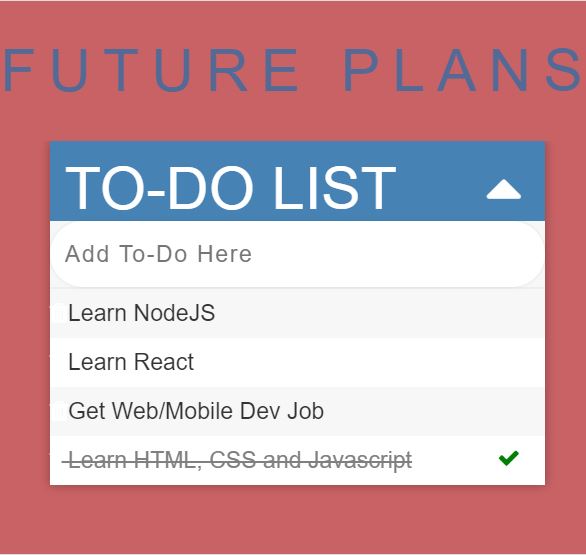 FUTURE PLANS
TO-DO LIST
Add To-Do Here
Learn NodeJS
Learn React
Get Web/Mobile Dev Job
Learn HTML, CSS and Javascript